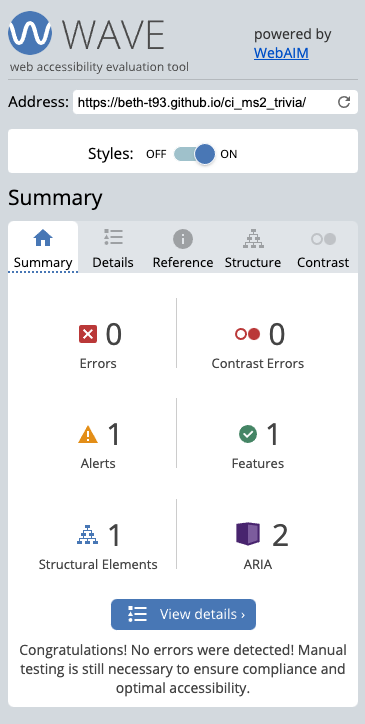 WAVE
web accessibility evaluation tool
powered by
WebAIM
Address: https://beth-t93.github.io/ci_ms2_trivia/
Styles: OFF ON
Summary
Summary Details Reference Structure Contrast
0 0
Errors Contrast Errors
1 1
Alerts Features
1 2
Structural Elements ARIA
View details ›
Congratulations! No errors were detected! Manual
testing is still necessary to ensure compliance and
optimal accessibility.